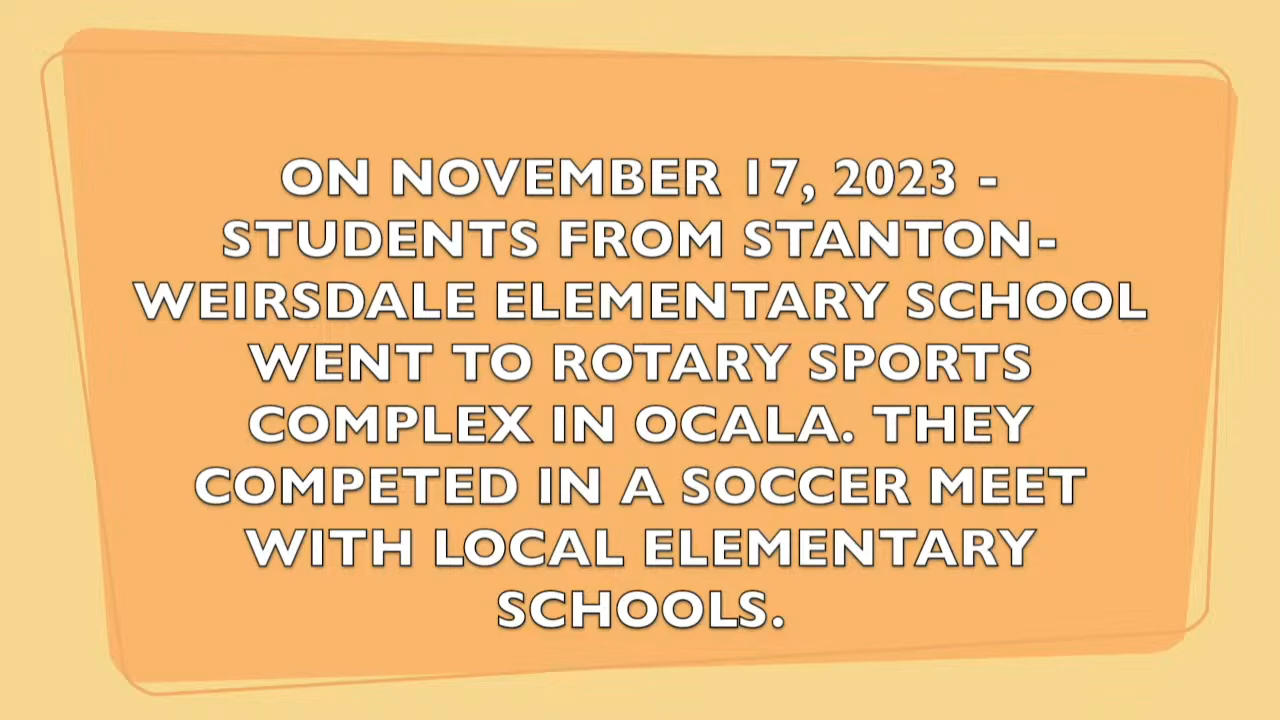 ON NOVEMBER 17, 2023 -
STUDENTS FROM STANTON-
WEIRSDALE ELEMENTARY SCHOOL
WENT TO ROTARY SPORTS
COMPLEX IN OCALA. THEY
COMPETED IN A SOCCER MEET
WITH LOCAL ELEMENTARY
SCHOOLS.